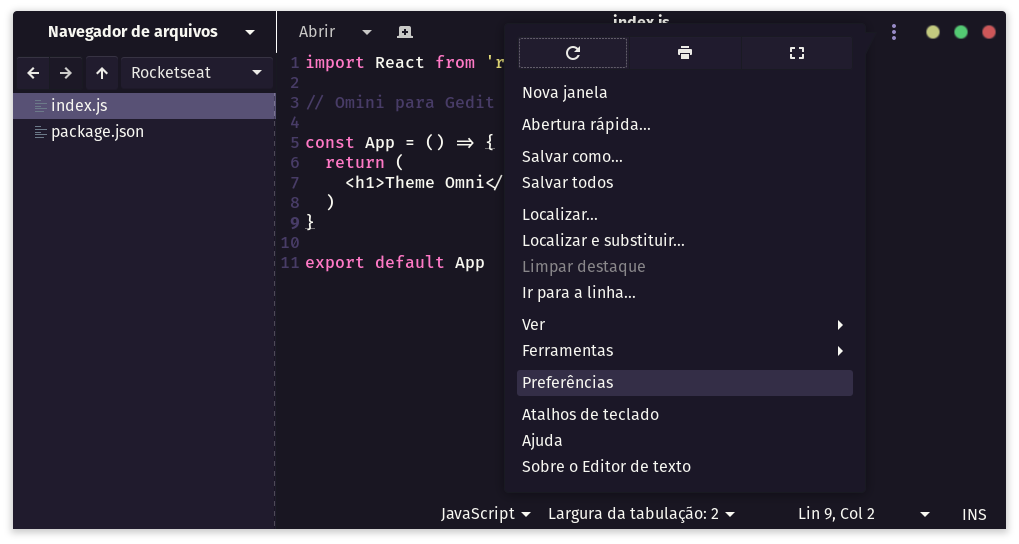 Navegador de arquivos
Abrir
index.js
Rocketseat
index.js
package.json
1 import React from 'r
2
3 // Omini para Gedit
4
5 const App = () => {
6 return (
7 <h1>Theme Omni</
8 )
9 }
10
11 export default App
Nova janela
Abertura rápida...
Salvar como...
Salvar todos
Localizar...
Localizar e substituir...
Limpar destaque
Ir para a linha...
Ver
Ferramentas
Preferências
Atalhos de teclado
Ajuda
Sobre o Editor de texto
JavaScript
Largura da tabulação: 2
Lin 9, Col 2
INS